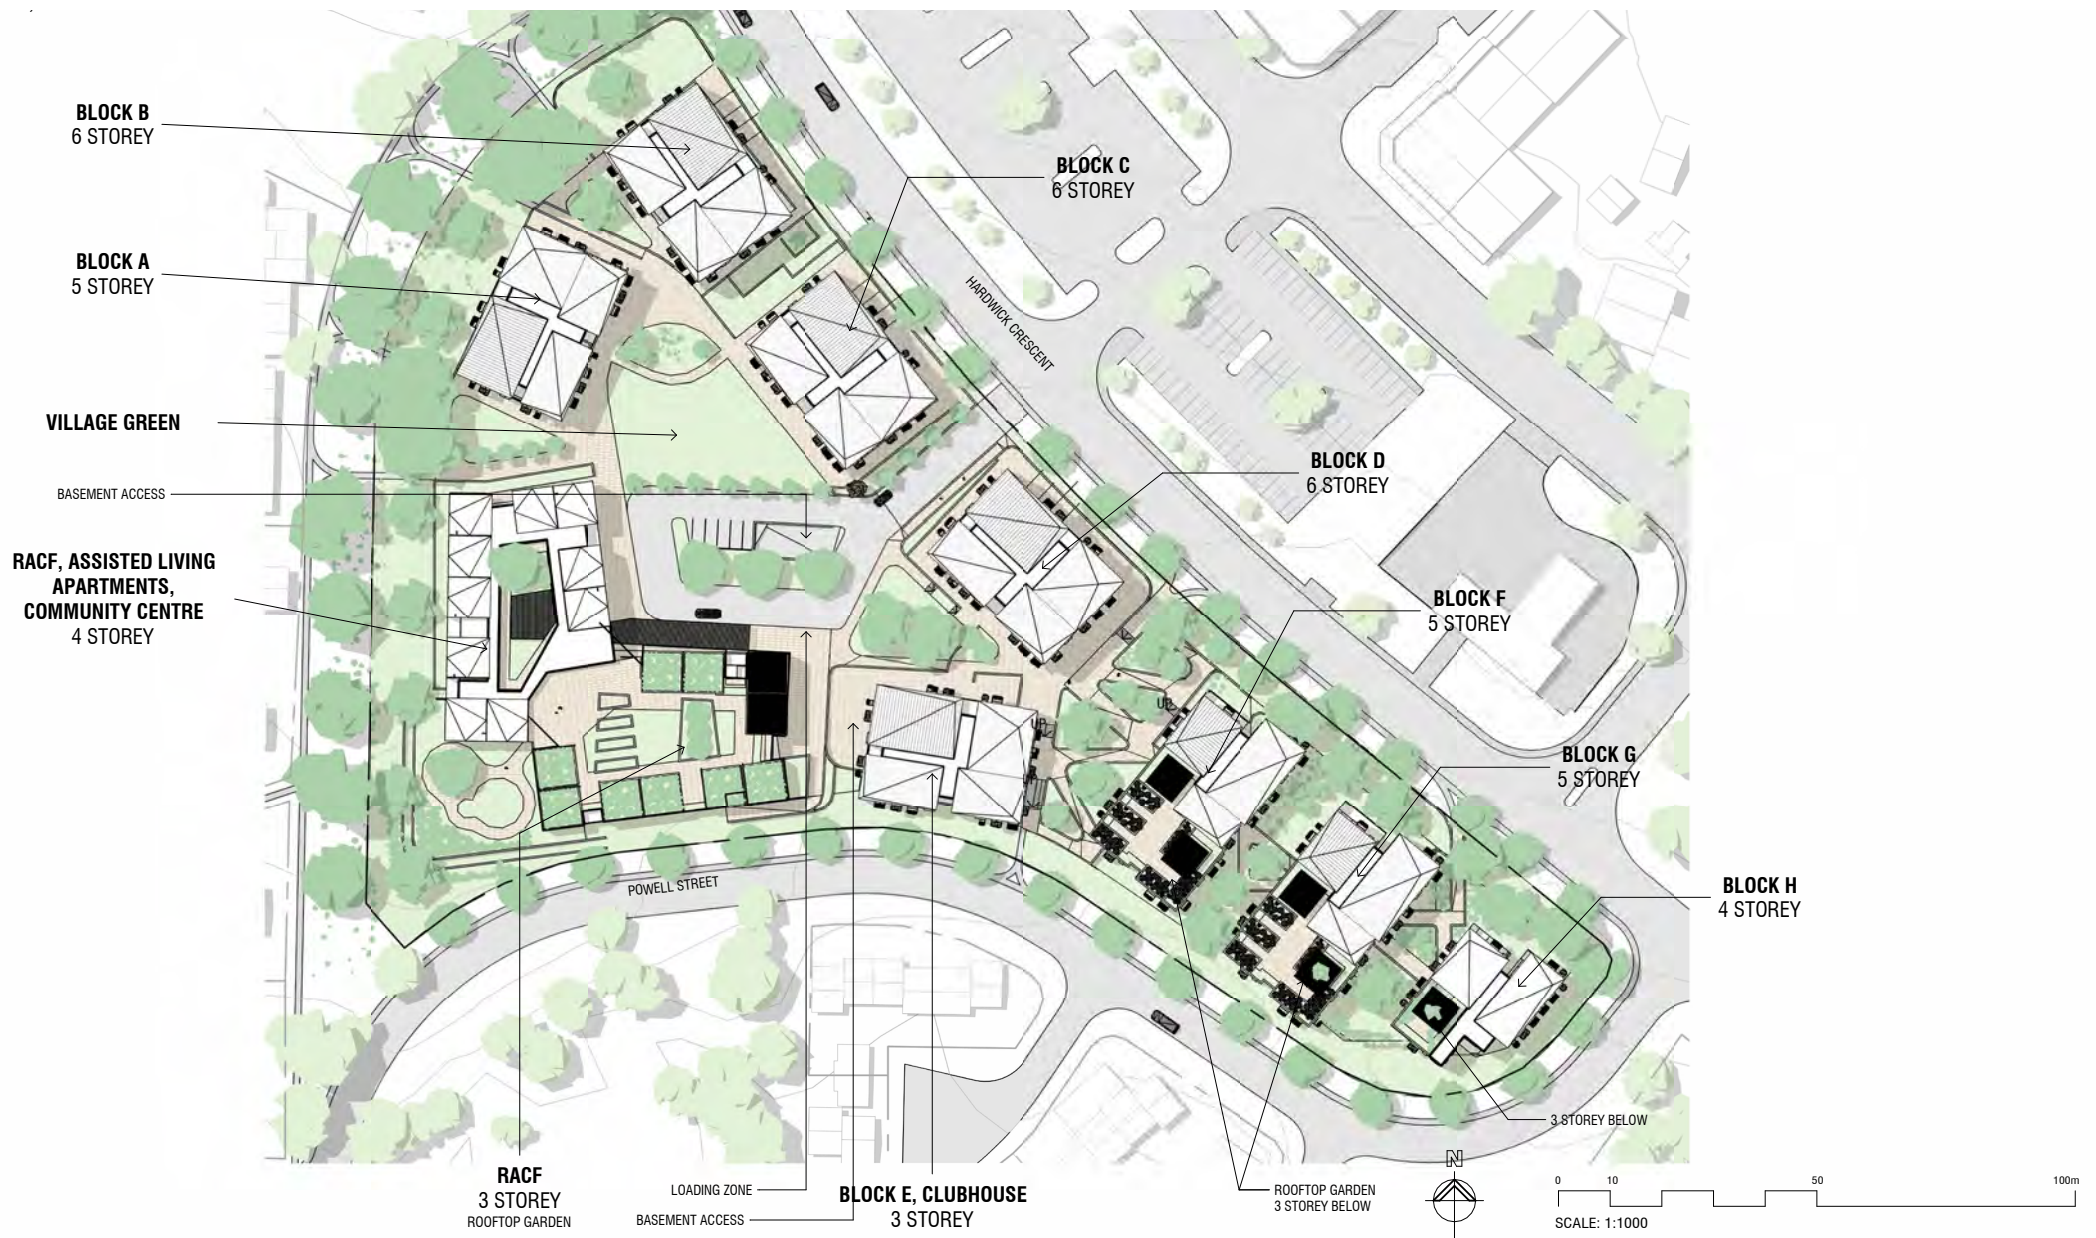 BLOCK B
6 STOREY
BLOCK C
6 STOREY
BLOCK A
5 STOREY
HARDWICK CRESCENT
VILLAGE GREEN
BLOCK D
6 STOREY
BASEMENT ACCESS
RACF, ASSISTED LIVING
APARTMENTS,
COMMUNITY CENTRE
4 STOREY
BLOCK F
5 STOREY
UP
UP
BLOCK G
5 STOREY
POWELL STREET
BLOCK H
4 STOREY
3 STOREY BELOW
RACF
3 STOREY
ROOFTOP GARDEN
LOADING ZONE
BASEMENT ACCESS
BLOCK E, CLUBHOUSE
3 STOREY
ROOFTOP GARDEN
3 STOREY BELOW
N
0 10 50 100m
SCALE: 1:1000